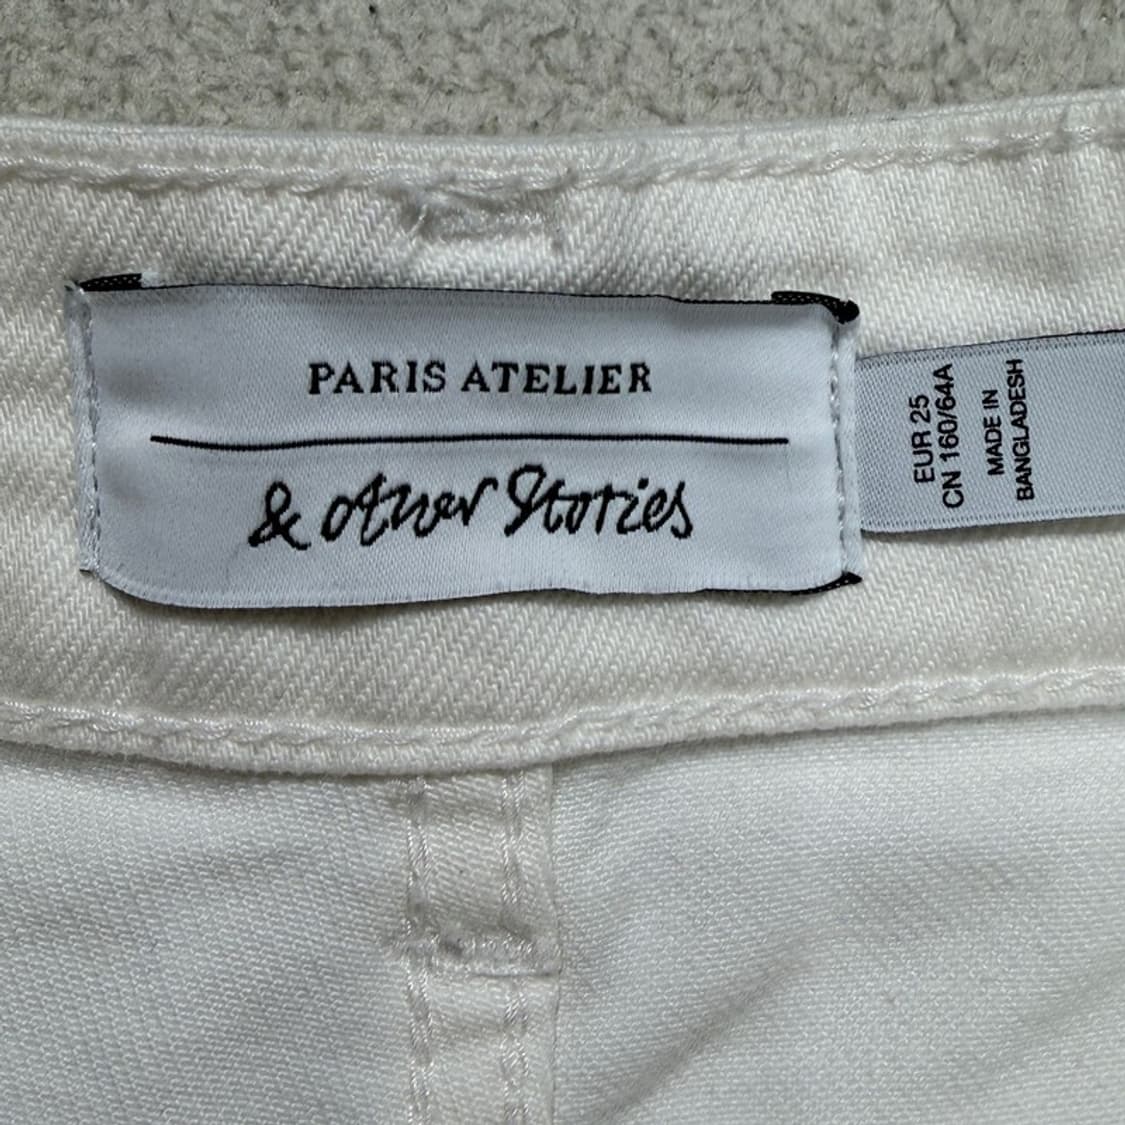 PARIS ATELIER
& other Stories
EUR 25
CN 160/64A
MADE IN
BANGLADESH